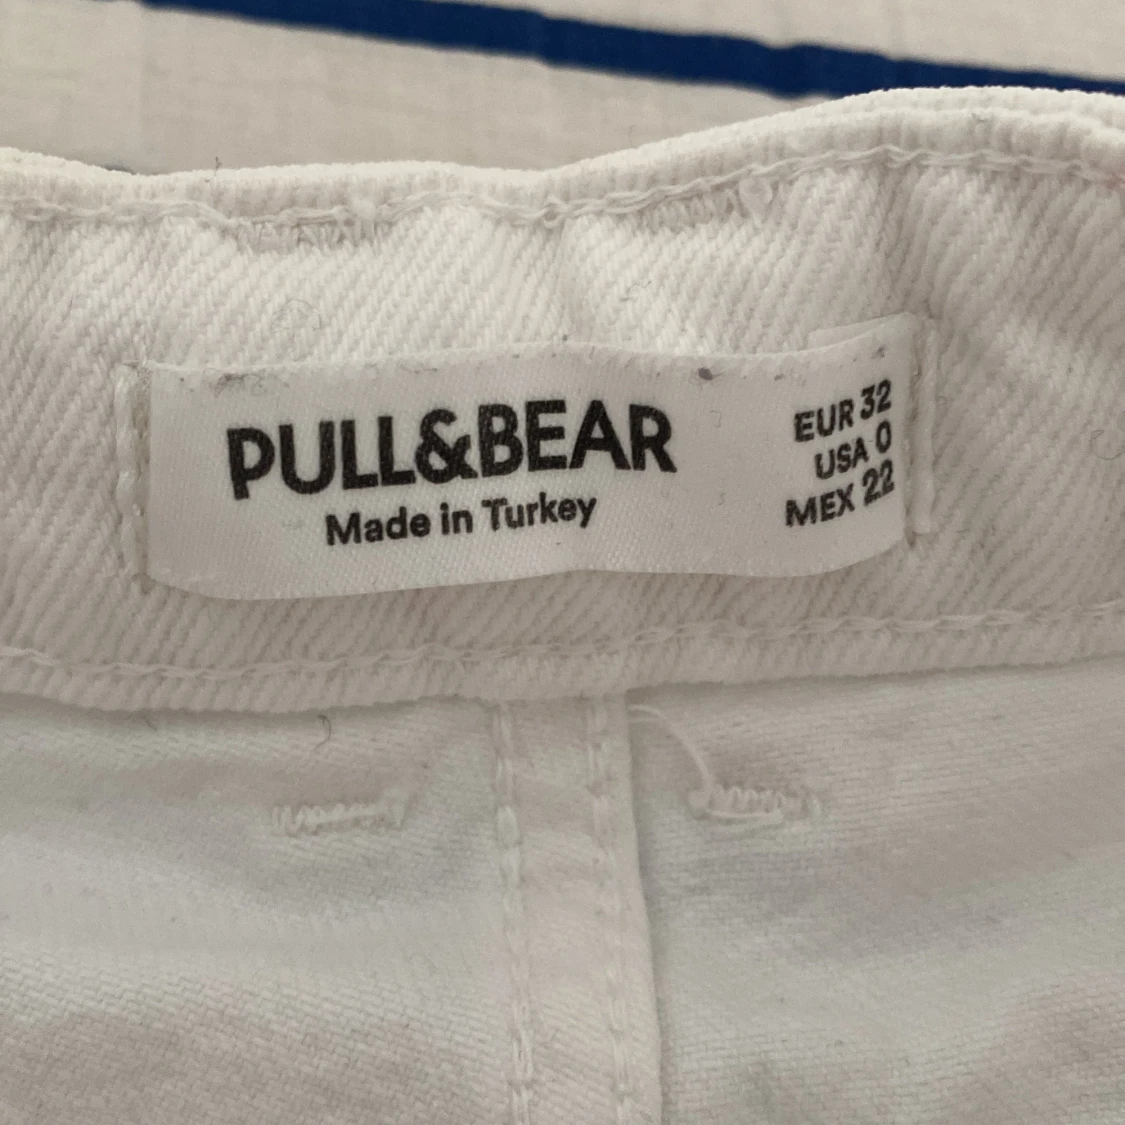 PULL&BEAR
Made in Turkey
EUR 32
USA 0
MEX 22